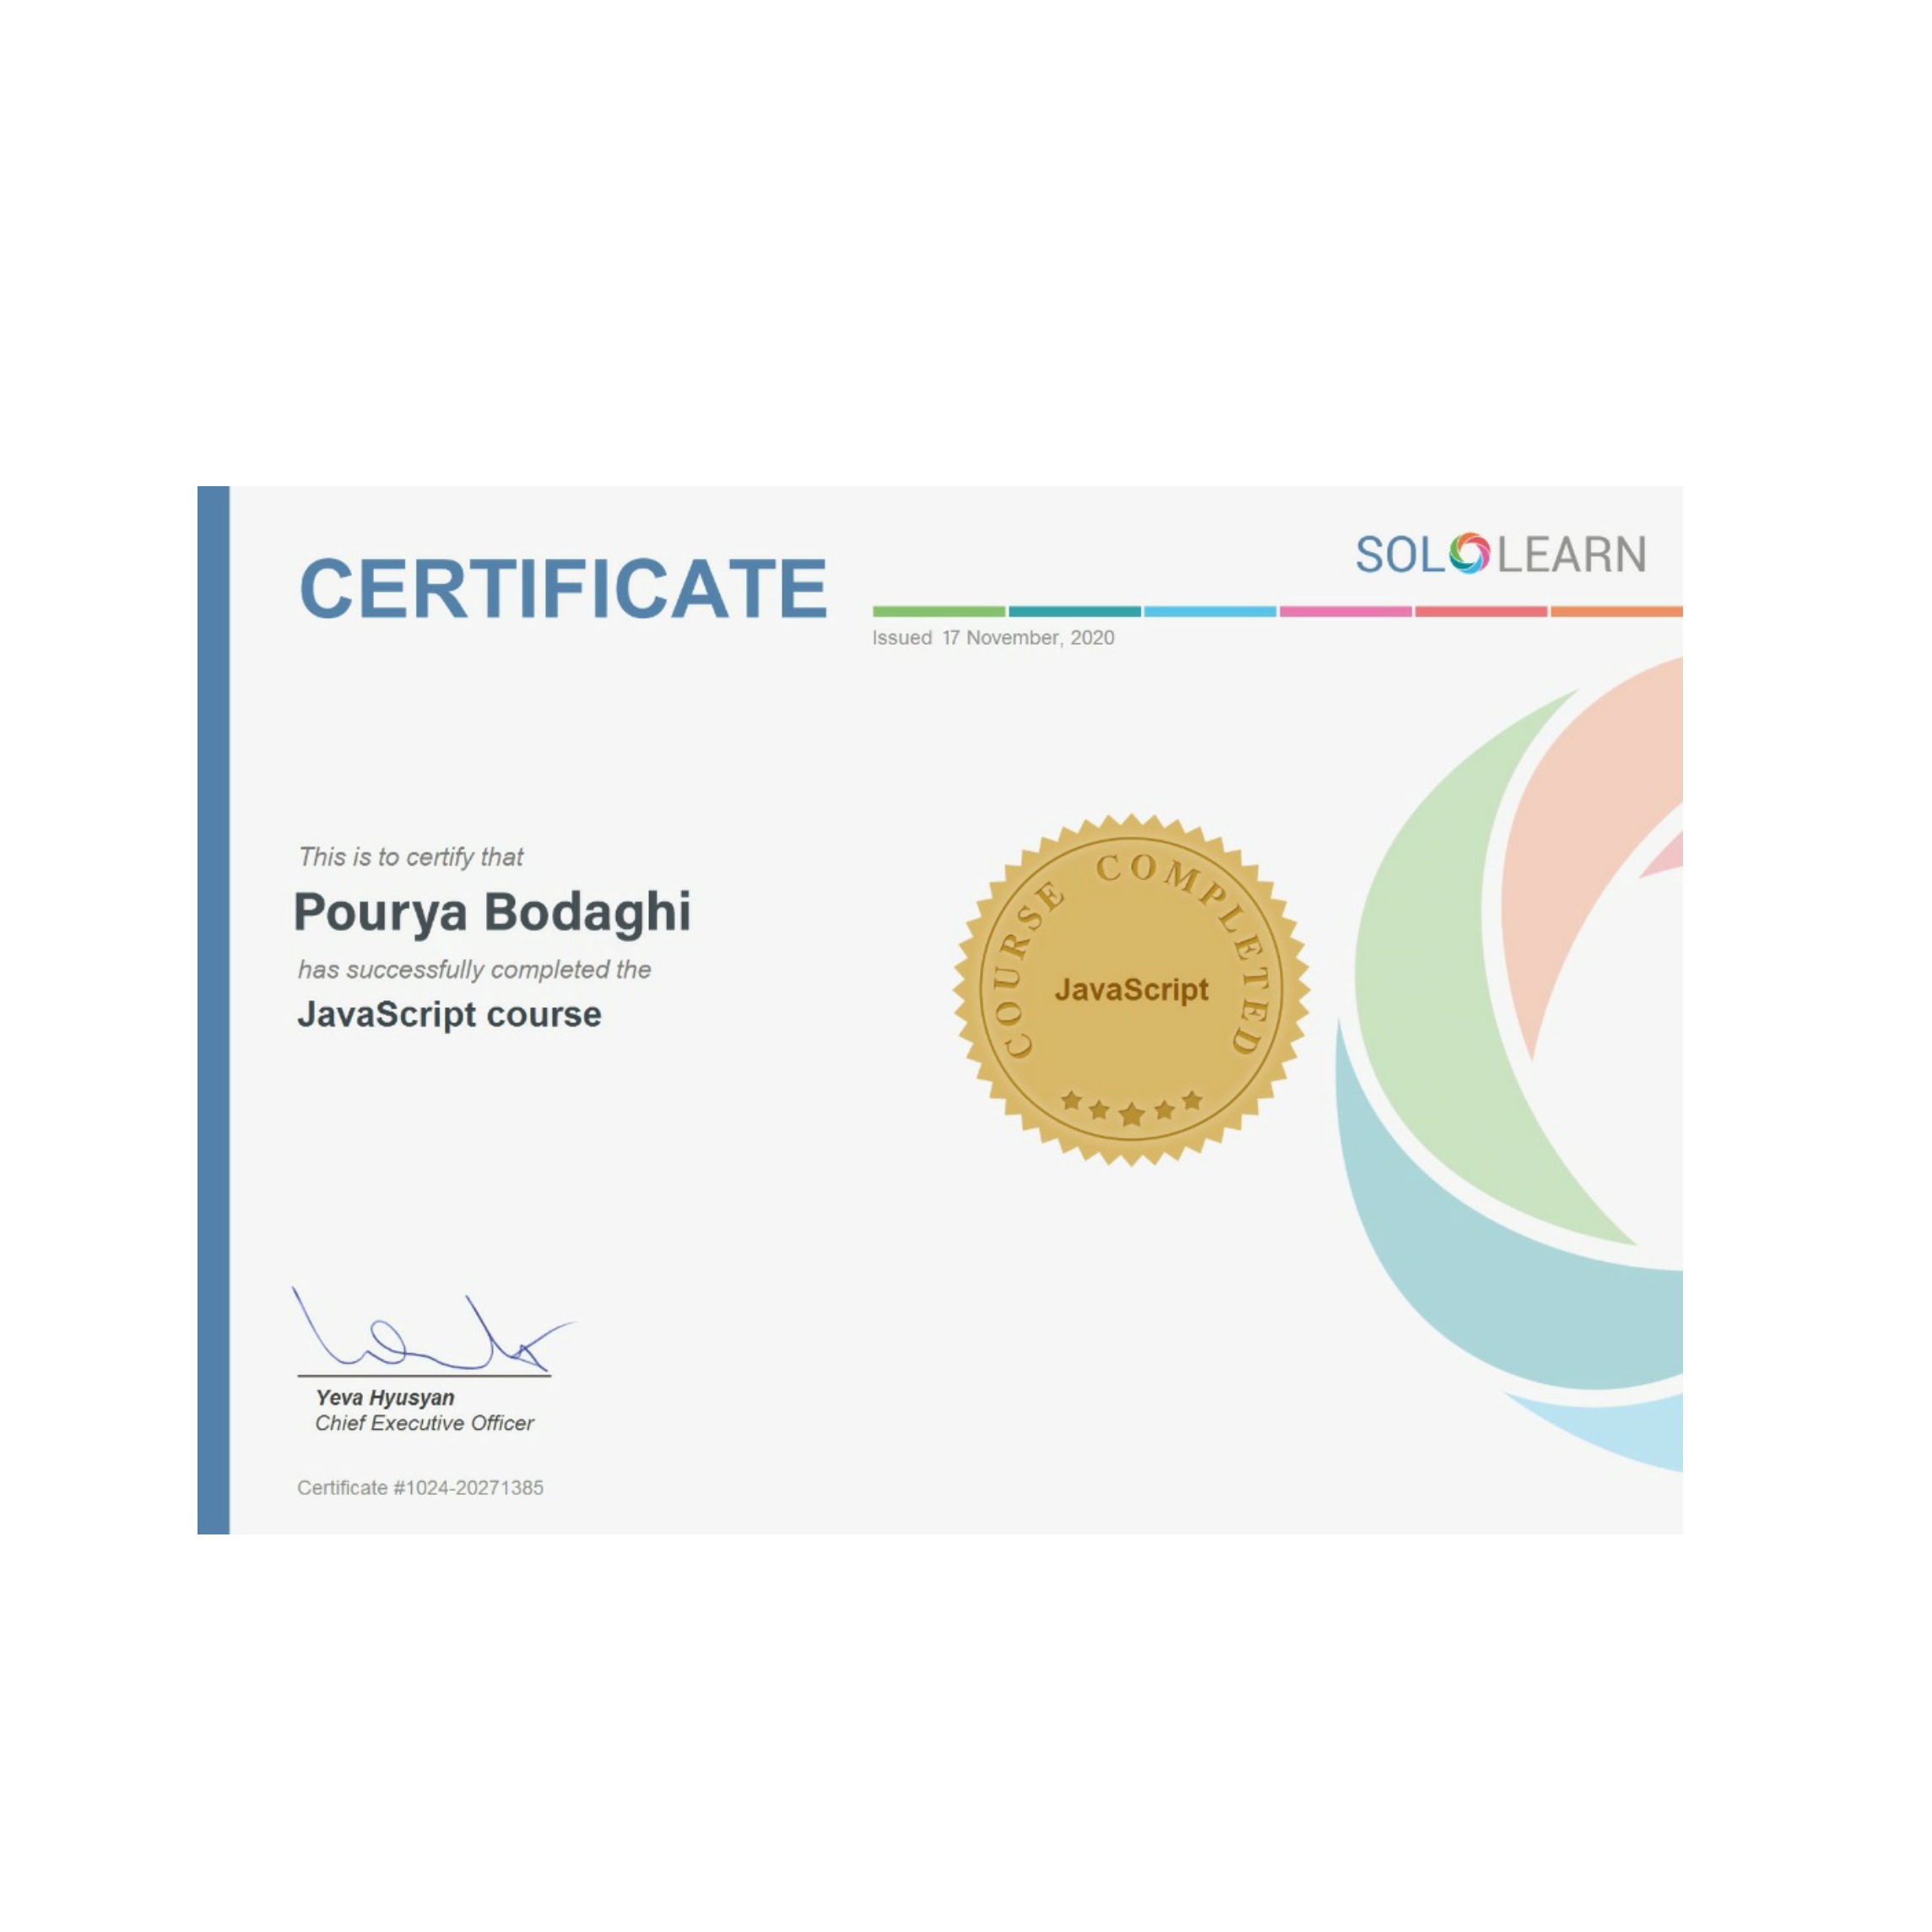 SOLOLEARN
CERTIFICATE
Issued 17 November, 2020
This is to certify that
Pourya Bodaghi
has successfully completed the
JavaScript course
COURSE COMPLETED
JavaScript
Yeva Hyusyan
Chief Executive Officer
Certificate #1024-20271385